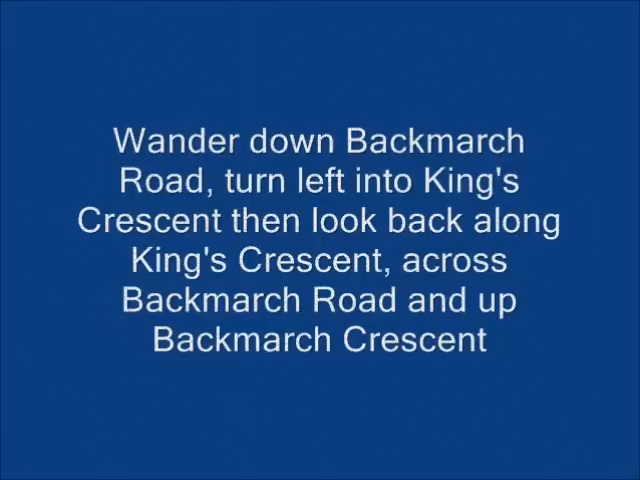 Wander down Backmarch
Road, turn left into King's
Crescent then look back along
King's Crescent, across
Backmarch Road and up
Backmarch Crescent